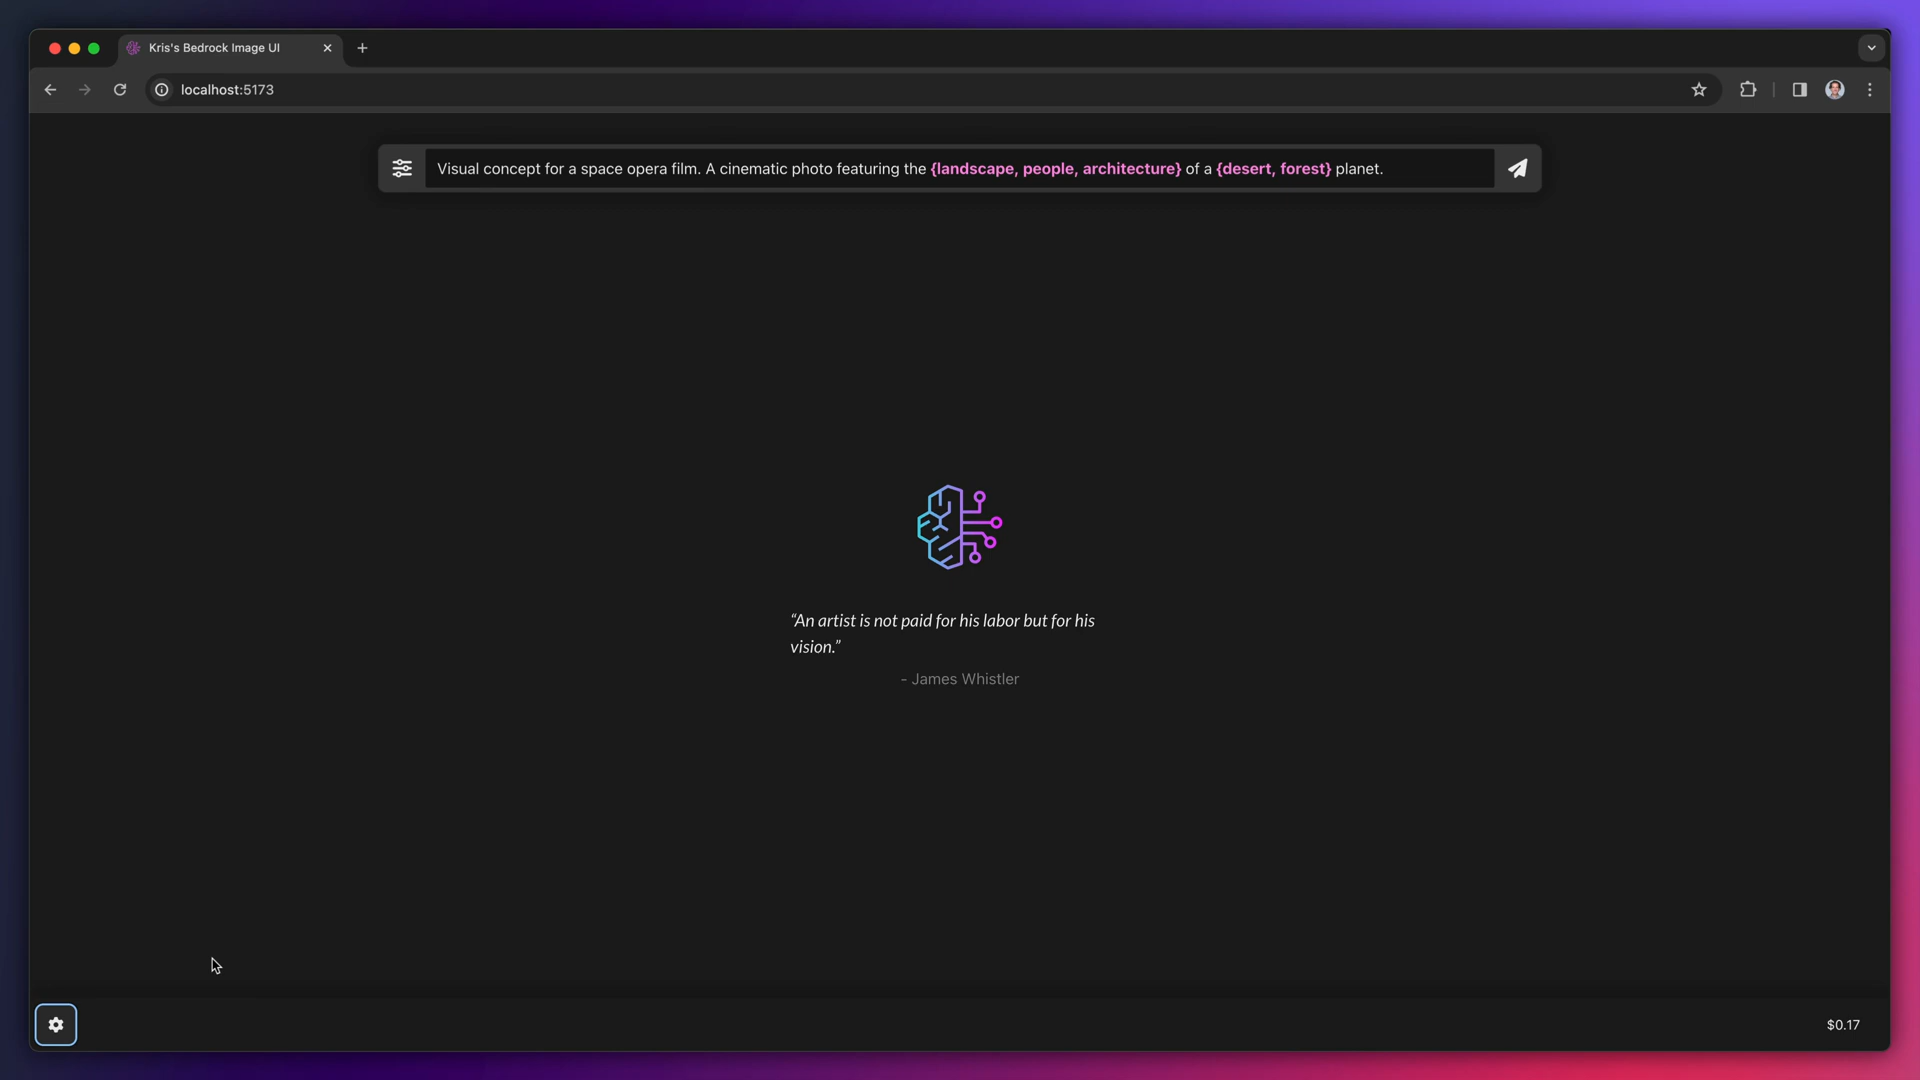 Kris's Bedrock Image UI
localhost:5173
Visual concept for a space opera film. A cinematic photo featuring the {landscape, people, architecture} of a {desert, forest} planet.
“An artist is not paid for his labor but for his
vision.”
- James Whistler
$0.17